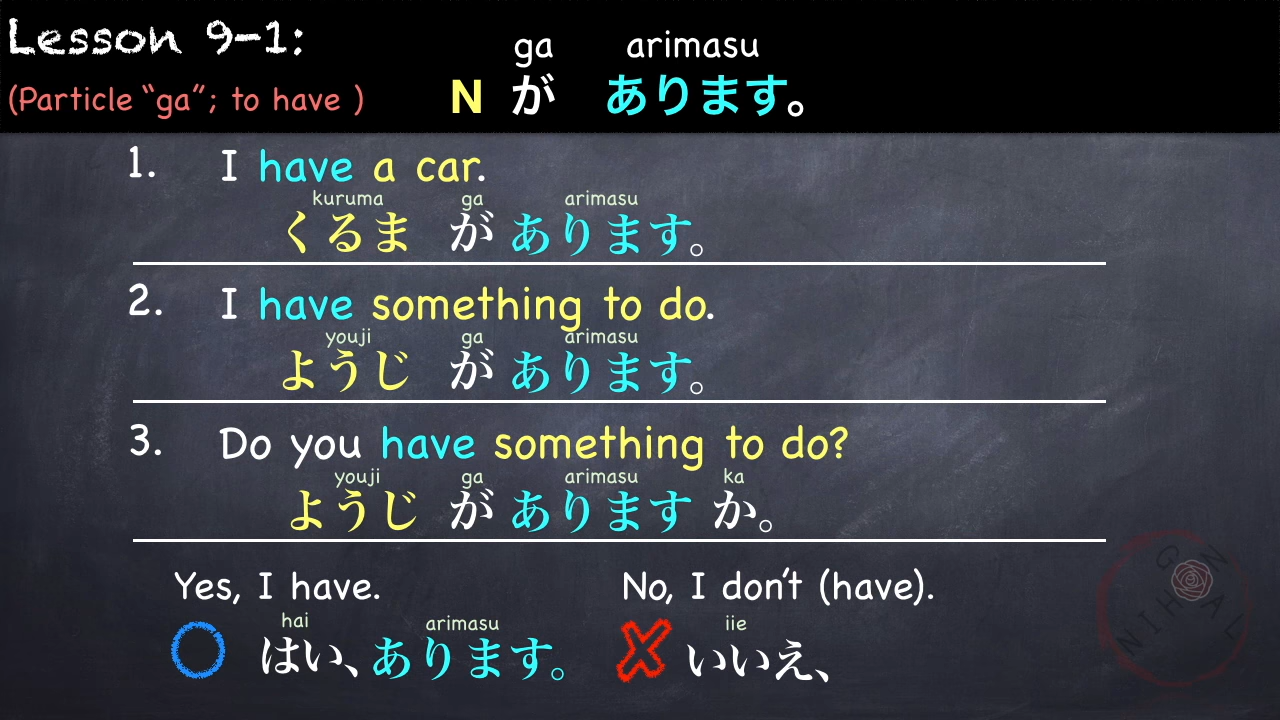 Lesson 9-1:
ga arimasu
(Particle “ga”; to have )
N が あります。
1. I have a car.
kuruma ga arimasu
くるま が あります。
2. I have something to do.
youji ga arimasu
ようじ が あります。
3. Do you have something to do?
youji ga arimasu ka
ようじ が あります か。
Yes, I have.
hai arimasu
はい、あります。
No, I don't (have).
iie
いいえ、
NIHON GO GAL